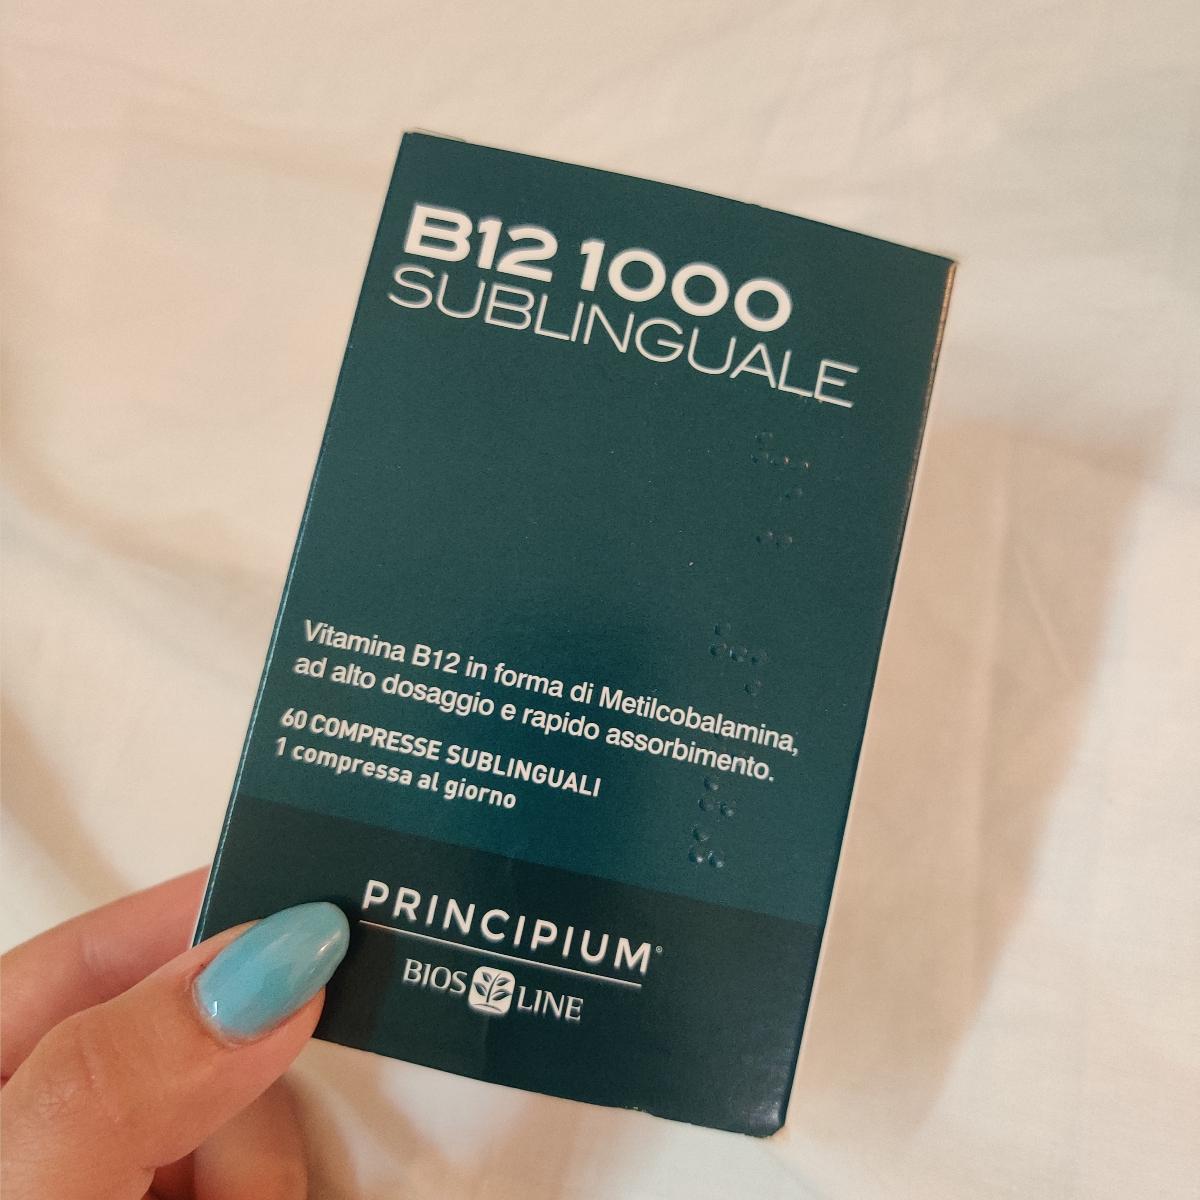 B12 1000
SUBLINGUALE
Vitamina B12 in forma di Metilcobalamina,
ad alto dosaggio e rapido assorbimento.
60 COMPRESSE SUBLINGUALI
1 compressa al giorno
PRINCIPIUM®
BIOS LINE